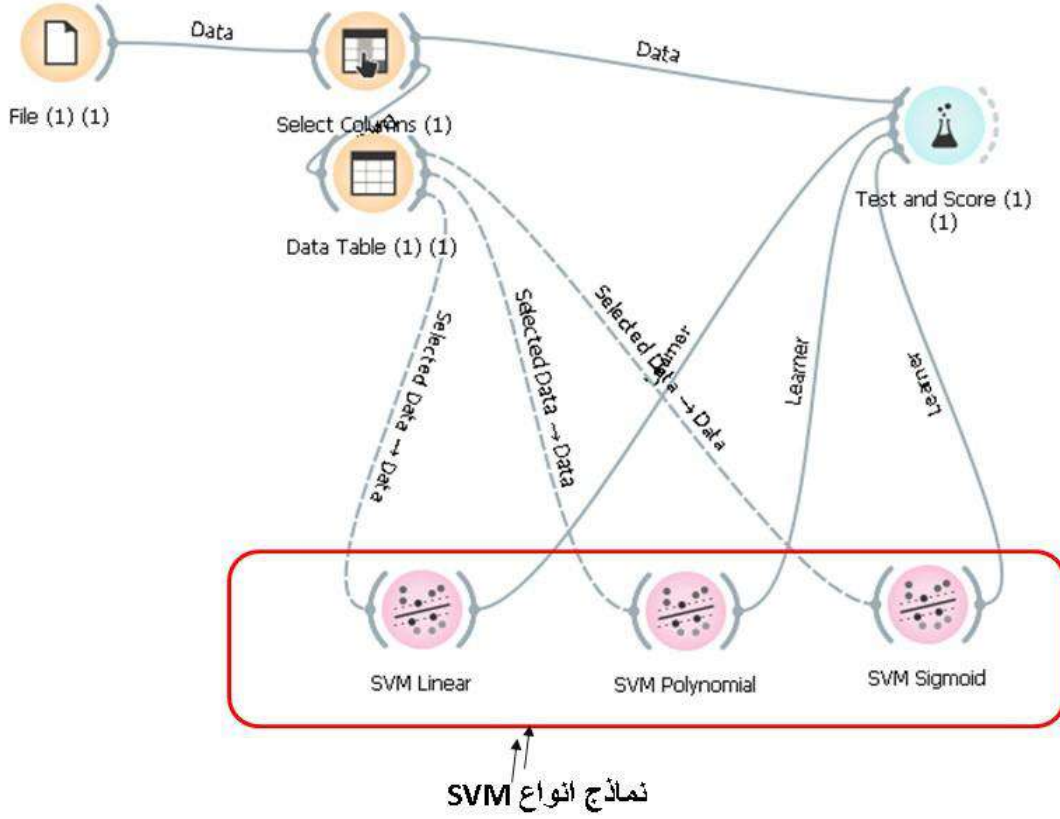 Data
File (1) (1)
Select Columns (1)
Data
Data Table (1) (1)
Test and Score (1)
(1)
Selected Data → Data
Selected Data → Data
Selected Data → Data
Learner
Learner
SVM Linear
SVM Polynomial
SVM Sigmoid
نماذج انواع SVM